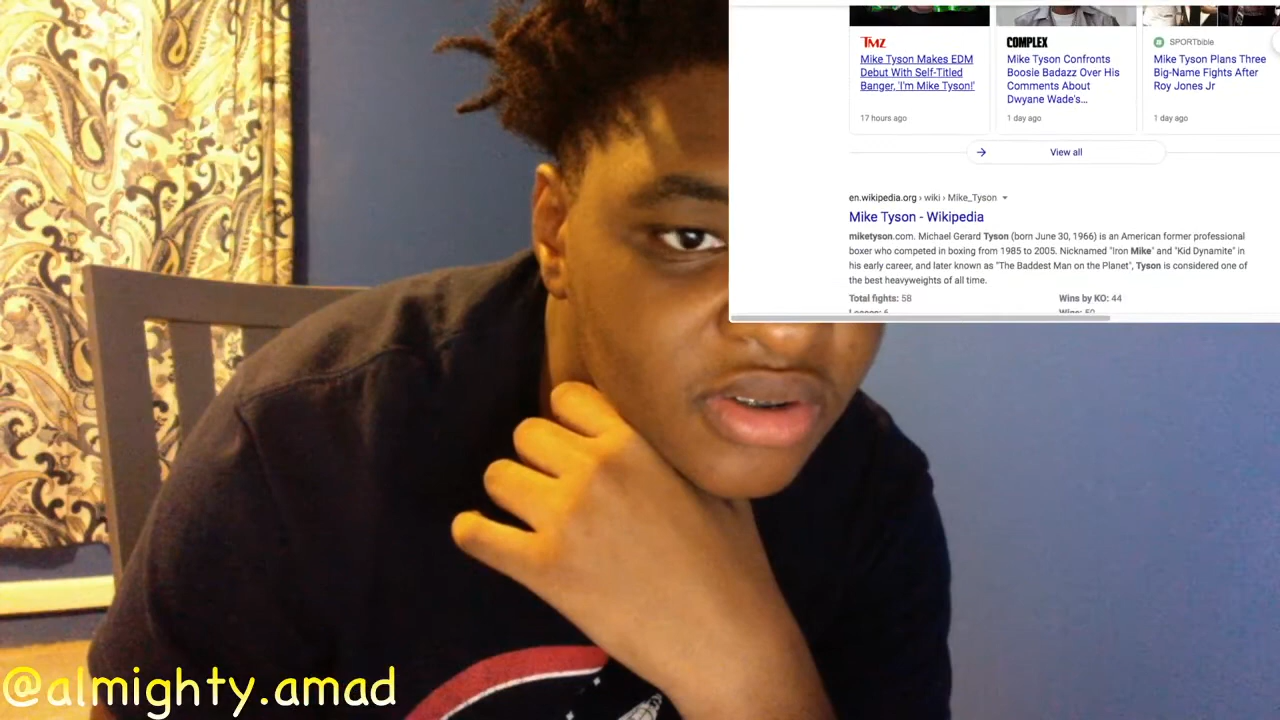 TMZ
Mike Tyson Makes EDM
Debut With Self-Titled
Banger, 'I'm Mike Tyson!'
17 hours ago
COMPLEX
Mike Tyson Confronts
Boosie Badazz Over His
Comments About
Dwyane Wade's...
1 day ago
SPORTbible
Mike Tyson Plans Three
Big-Name Fights After
Roy Jones Jr
1 day ago
View all
en.wikipedia.org › wiki › Mike_Tyson
Mike Tyson - Wikipedia
miketyson.com. Michael Gerard Tyson (born June 30, 1966) is an American former professional
boxer who competed in boxing from 1985 to 2005. Nicknamed "Iron Mike" and "Kid Dynamite" in
his early career, and later known as "The Baddest Man on the Planet", Tyson is considered one of
the best heavyweights of all time.
Total fights: 58 Wins by KO: 44
Losses: 6 Wins: 50
@almighty.amad